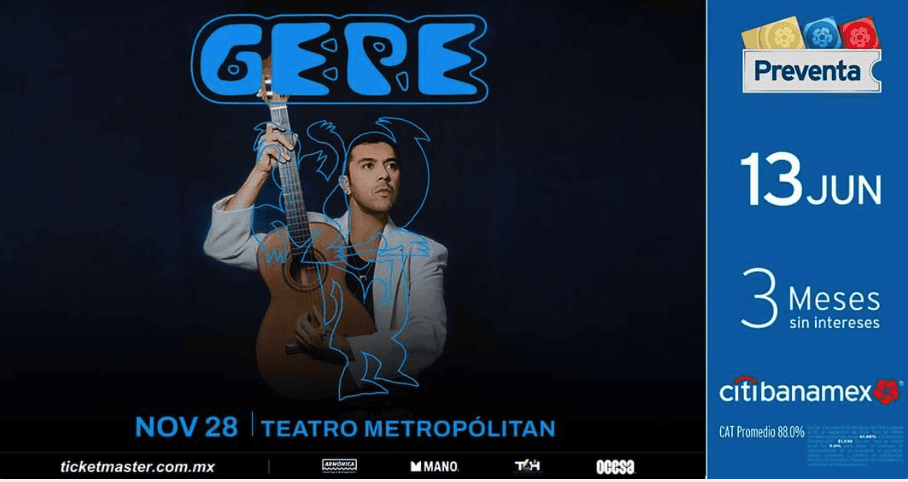 GEPE
NOV 28 | TEATRO METROPÓLITAN
ticketmaster.com.mx
ARMÓNICA
MANO.
ocesa
Preventa
13 JUN
3 Meses
sin intereses
citibanamex
CAT Promedio 88.0%